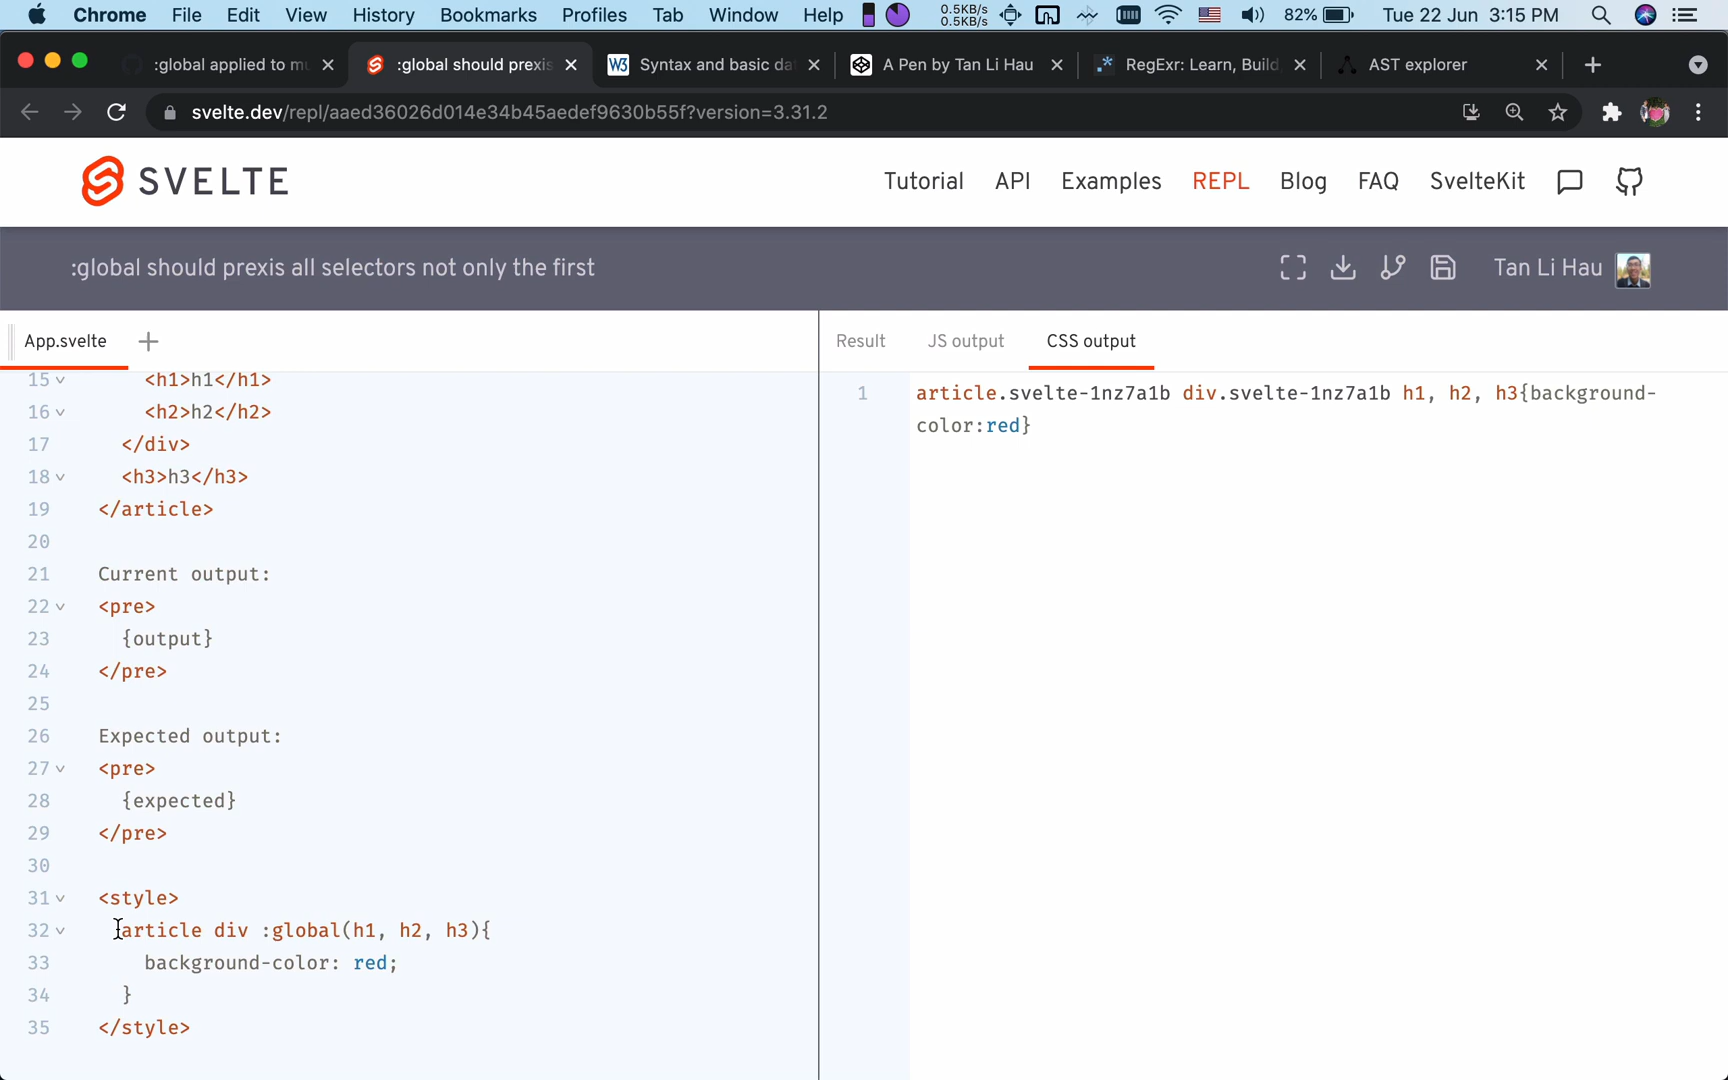 Chrome File Edit View History Bookmarks Profiles Tab Window Help 0.5KB/s 0.5KB/s 82% Tue 22 Jun 3:15 PM
:global applied to mu :global should prexis Syntax and basic da A Pen by Tan Li Hau RegExr: Learn, Build, AST explorer
svelte.dev/repl/aaed36026d014e34b45aedef9630b55f?version=3.31.2
SVELTE Tutorial API Examples REPL Blog FAQ SvelteKit
:global should prexis all selectors not only the first Tan Li Hau
App.svelte Result JS output CSS output
15 <h1>h1</h1>
16 <h2>h2</h2>
17 </div>
18 <h3>h3</h3>
19 </article>
20
21 Current output:
22 <pre>
23 {output}
24 </pre>
25
26 Expected output:
27 <pre>
28 {expected}
29 </pre>
30
31 <style>
32 article div :global(h1, h2, h3){
33 background-color: red;
34 }
35 </style>
1 article.svelte-1nz7a1b div.svelte-1nz7a1b h1, h2, h3{background-
color:red}